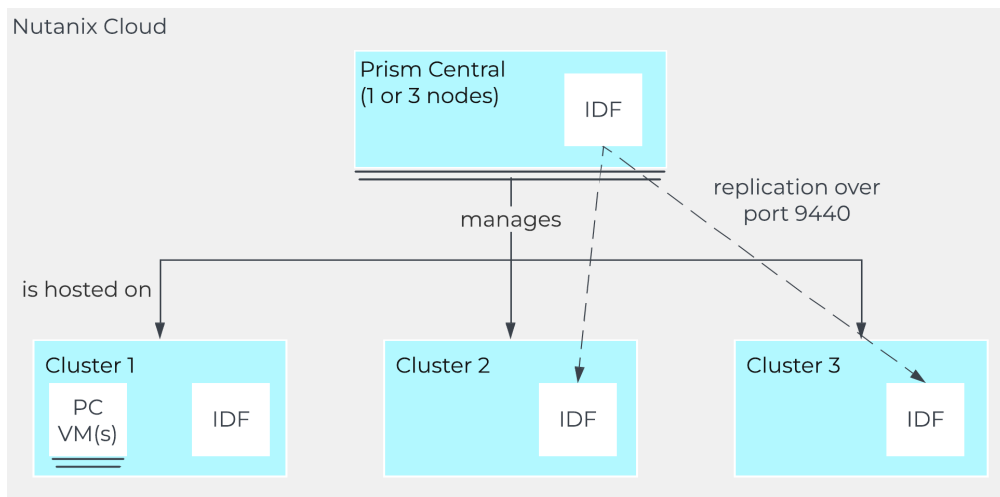 Nutanix Cloud
Prism Central
(1 or 3 nodes)
IDF
replication over
port 9440
manages
is hosted on
Cluster 1
PC
VM(s)
IDF
Cluster 2
IDF
Cluster 3
IDF